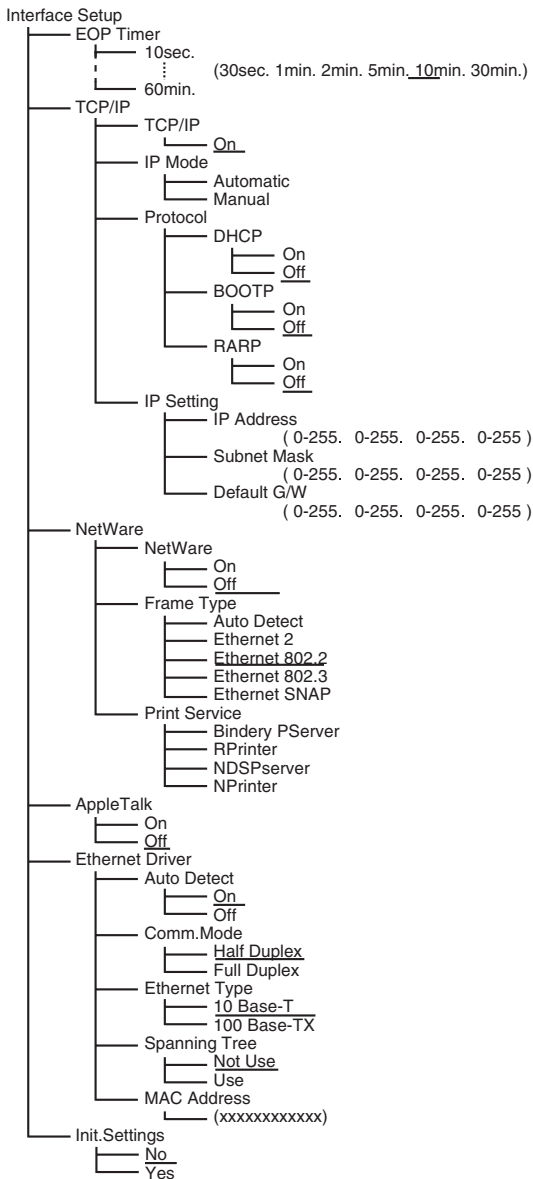 Interface Setup
EOP Timer
10sec.
(30sec. 1min. 2min. 5min. 10min. 30min.)
60min.
TCP/IP
TCP/IP
On
IP Mode
Automatic
Manual
Protocol
DHCP
On
Off
BOOTP
On
Off
RARP
On
Off
IP Setting
IP Address
( 0-255. 0-255. 0-255. 0-255 )
Subnet Mask
( 0-255. 0-255. 0-255. 0-255 )
Default G/W
( 0-255. 0-255. 0-255. 0-255 )
NetWare
NetWare
On
Off
Frame Type
Auto Detect
Ethernet 2
Ethernet 802.2
Ethernet 802.3
Ethernet SNAP
Print Service
Bindery PServer
RPrinter
NDSPserver
NPrinter
AppleTalk
On
Off
Ethernet Driver
Auto Detect
On
Off
Comm.Mode
Half Duplex
Full Duplex
Ethernet Type
10 Base-T
100 Base-TX
Spanning Tree
Not Use
Use
MAC Address
(xxxxxxxxxxxx)
Init.Settings
No
Yes